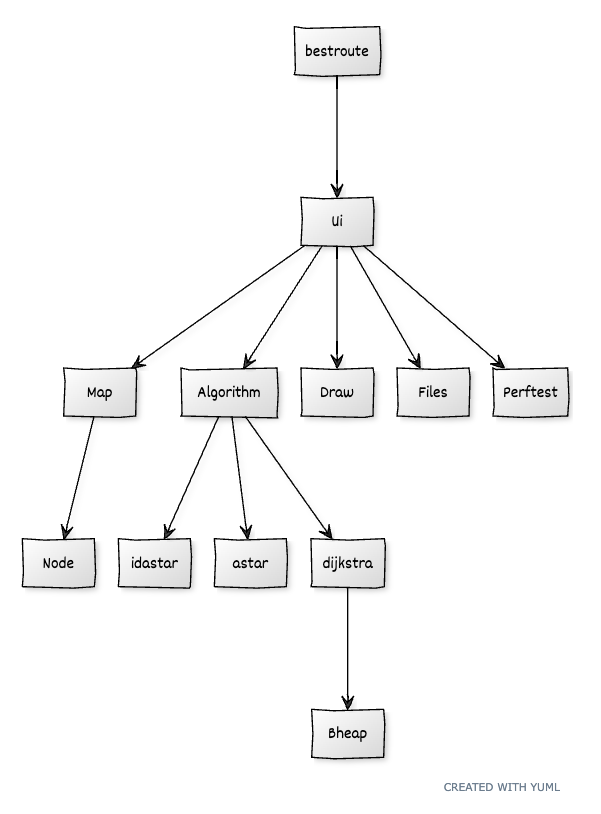 bestroute
Ui
Map
Algorithm
Draw
Files
Perftest
Node
idastar
astar
dijkstra
Bheap
CREATED WITH YUML